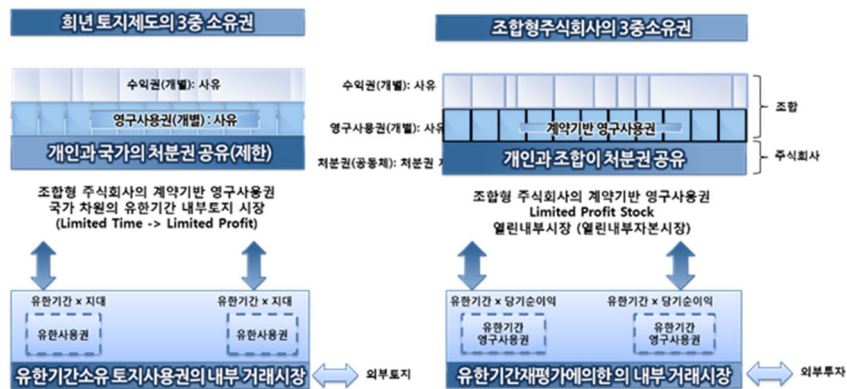 희년 토지제도의 3중 소유권
수익권(개별): 사유
영구사용권(개별) : 사유
개인과 국가의 처분권 공유(제한)
조합형 주식회사의 계약기반 영구사용권
국가 차원의 유한기간 내부토지 시장
(Limited Time -> Limited Profit)
유한기간 x 지대
유한기간 x 지대
유한사용권
유한사용권
유한기간소유 토지사용권의 내부 거래시장
외부토지
조합형주식회사의 3중소유권
수익권(개별): 사유
영구사용권(개별): 사유
계약기반 영구사용권
처분권(공동체): 처분권
개인과 조합이 처분권 공유
조합
주식회사
조합형 주식회사의 계약기반 영구사용권
Limited Profit Stock
열린내부시장 (열린내부자본시장)
유한기간 x 당기순이익
유한기간 x 당기순이익
유한기간
영구사용권
유한기간
영구사용권
유한기간재평가에의한 의 내부 거래시장
외부투자